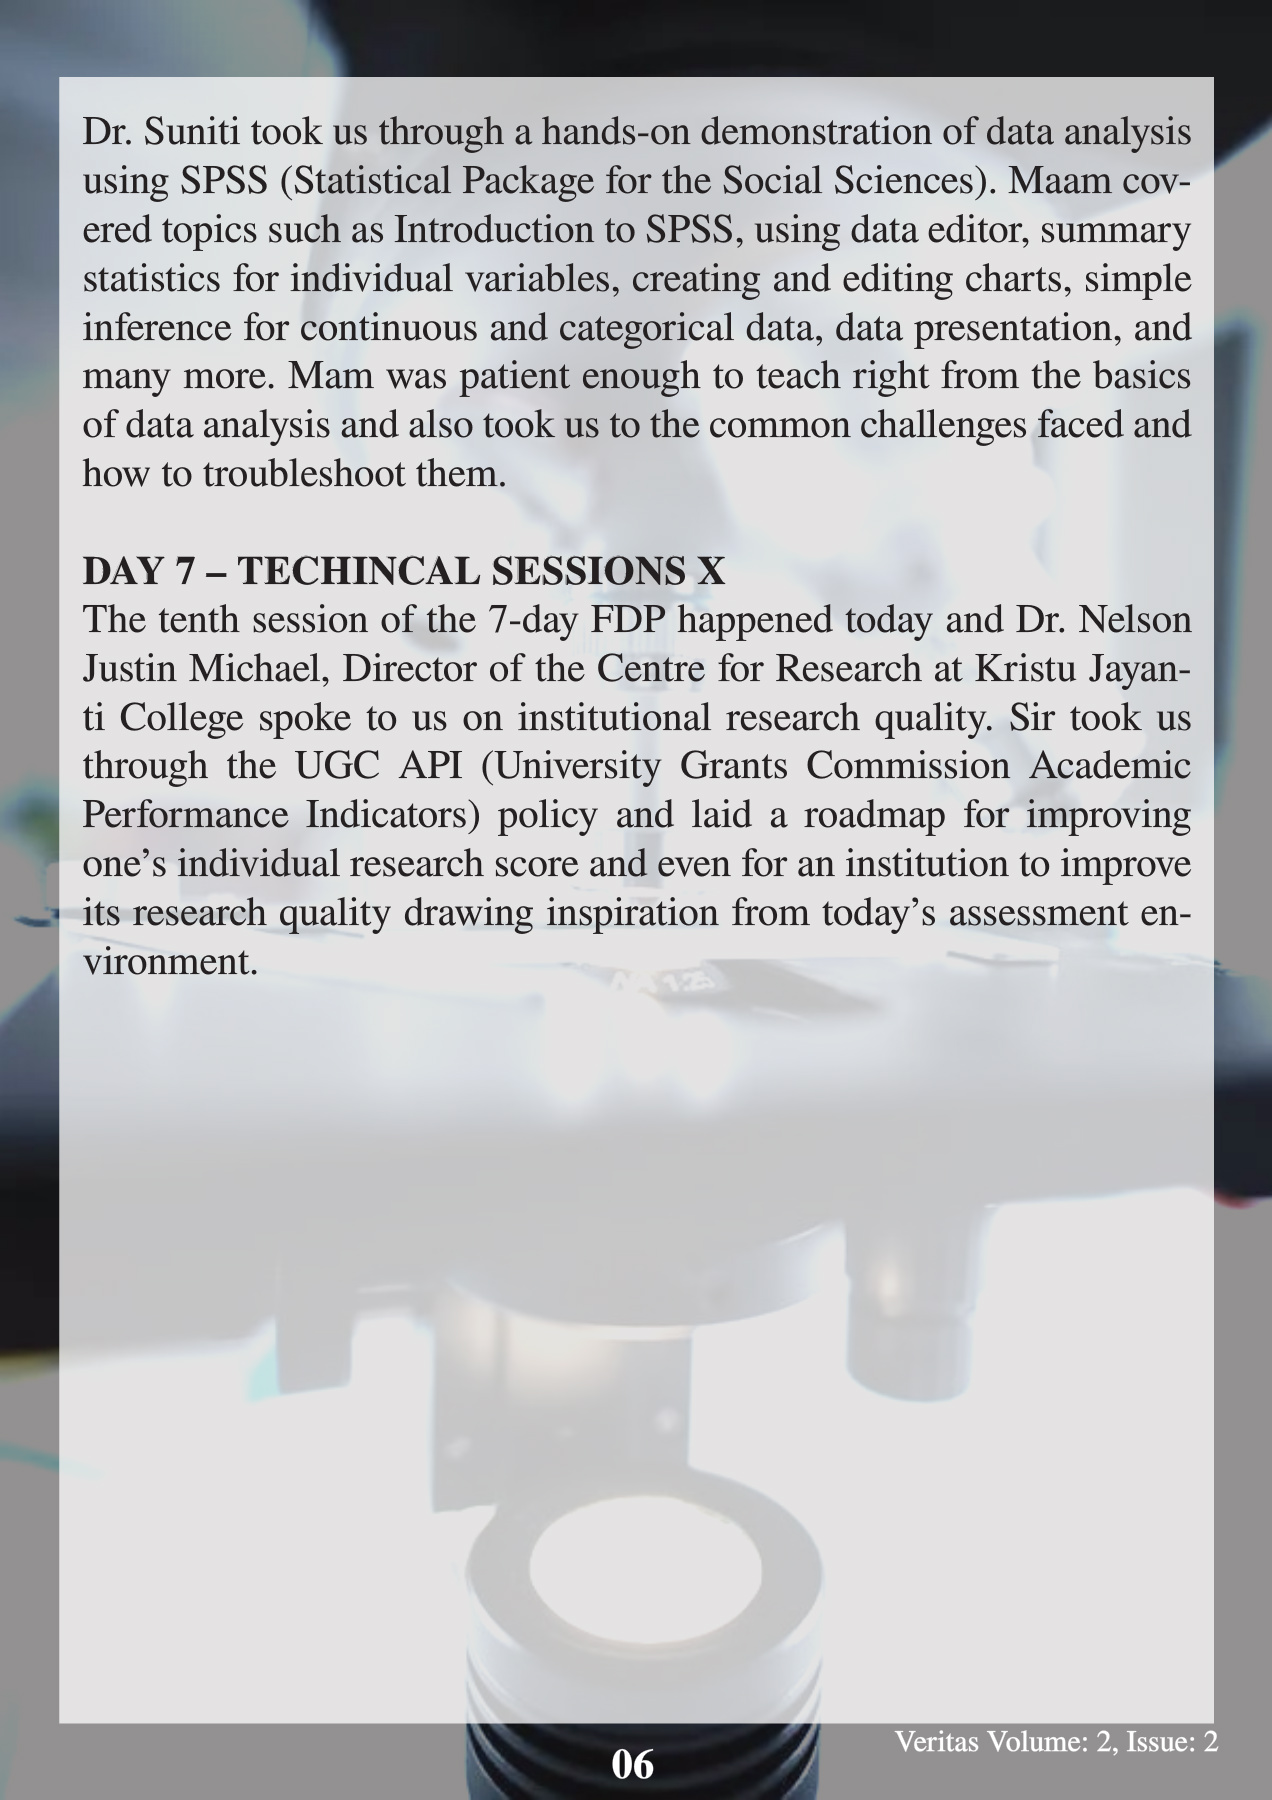 Dr. Suniti took us through a hands-on demonstration of data analysis
using SPSS (Statistical Package for the Social Sciences). Maam cov-
ered topics such as Introduction to SPSS, using data editor, summary
statistics for individual variables, creating and editing charts, simple
inference for continuous and categorical data, data presentation, and
many more. Mam was patient enough to teach right from the basics
of data analysis and also took us to the common challenges faced and
how to troubleshoot them.
DAY 7 – TECHINCAL SESSIONS X
The tenth session of the 7-day FDP happened today and Dr. Nelson
Justin Michael, Director of the Centre for Research at Kristu Jayan-
ti College spoke to us on institutional research quality. Sir took us
through the UGC API (University Grants Commission Academic
Performance Indicators) policy and laid a roadmap for improving
one’s individual research score and even for an institution to improve
its research quality drawing inspiration from today’s assessment en-
vironment.
Veritas Volume: 2, Issue: 2
06